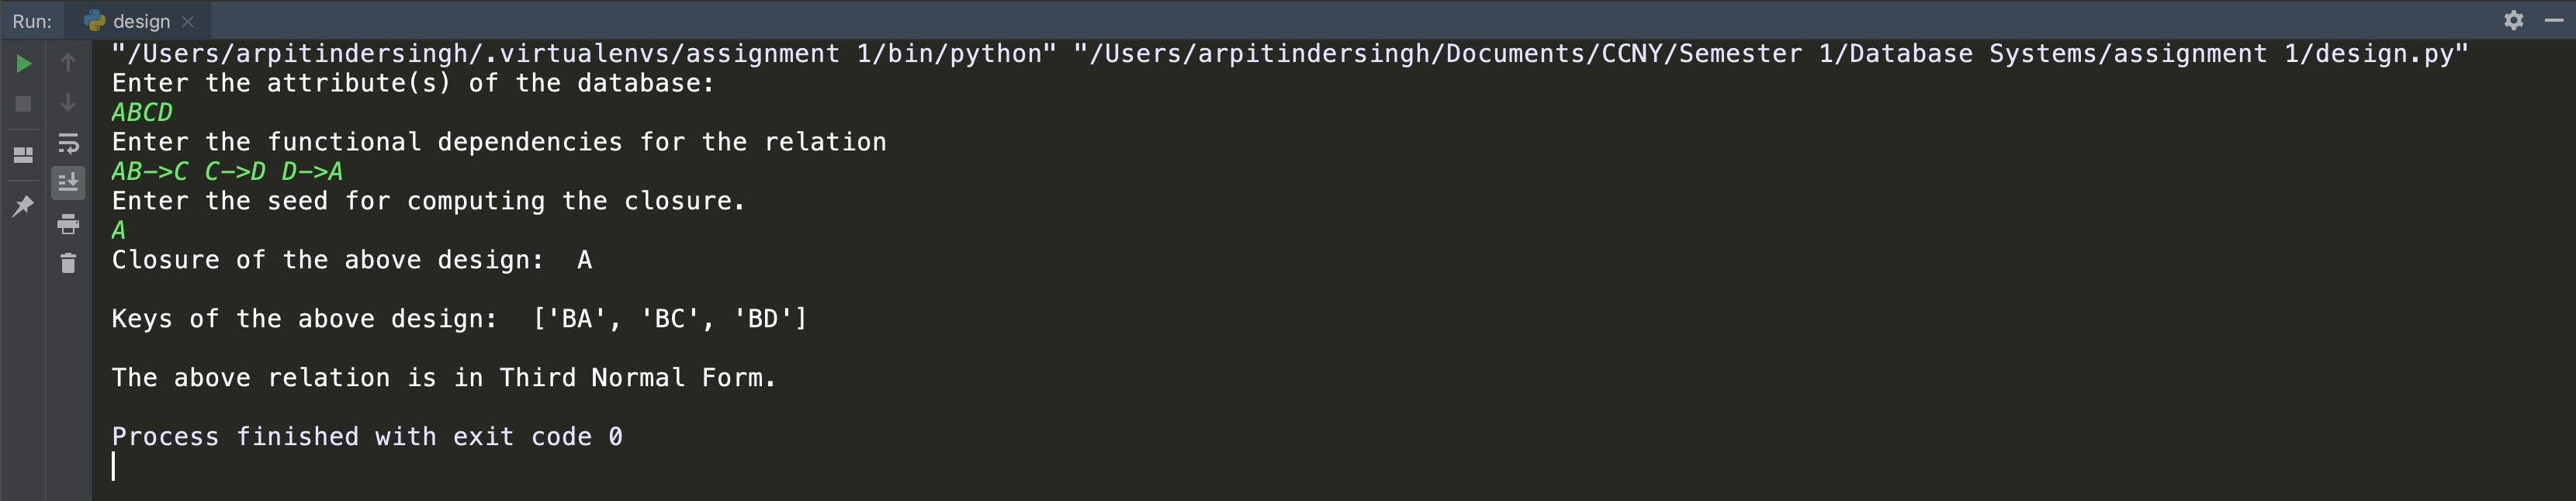 Run: design
"/Users/arpitindersingh/.virtualenvs/assignment 1/bin/python" "/Users/arpitindersingh/Documents/CCNY/Semester 1/Database Systems/assignment 1/design.py"
Enter the attribute(s) of the database:
ABCD
Enter the functional dependencies for the relation
AB->C C->D D->A
Enter the seed for computing the closure.
A
Closure of the above design:  A
Keys of the above design:  ['BA', 'BC', 'BD']
The above relation is in Third Normal Form.
Process finished with exit code 0